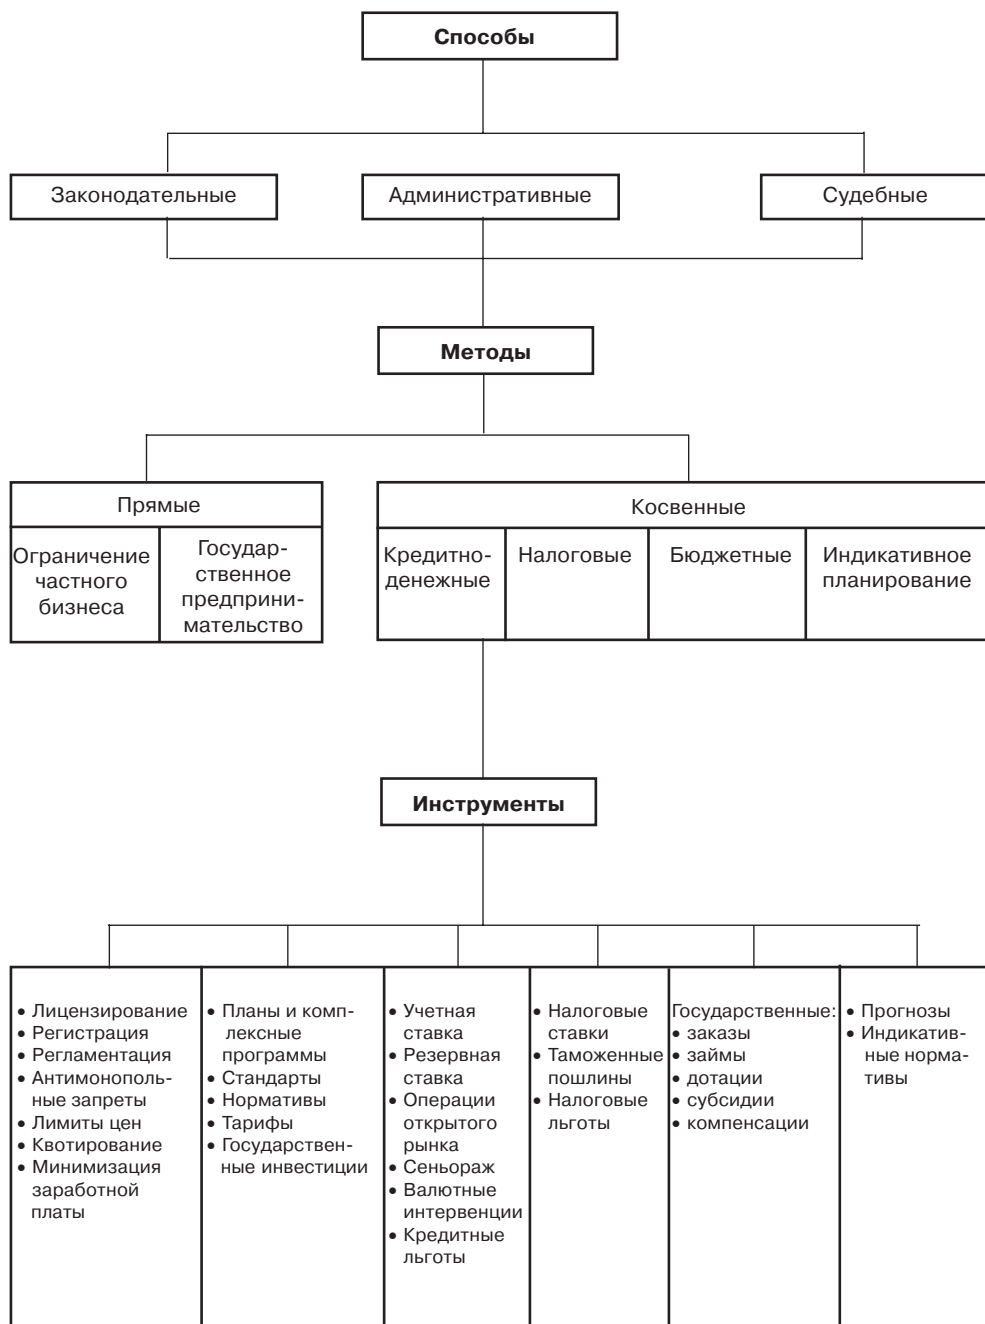 Способы
Законодательные
Административные
Судебные
Методы
Прямые
Ограничение
частного
бизнеса
Государ-
ственное
предприни-
мательство
Косвенные
Кредитно-
денежные
Налоговые
Бюджетные
Индикативное
планирование
Инструменты
• Лицензирование
• Регистрация
• Регламентация
• Антимонополь-
ные запреты
• Лимиты цен
• Квотирование
• Минимизация
заработной
платы
• Планы и комп-
лексные
программы
• Стандарты
• Нормативы
• Тарифы
• Государствен-
ные инвестиции
• Учетная
ставка
• Резервная
ставка
• Операции
открытого
рынка
• Сеньораж
• Валютные
интервенции
• Кредитные
льготы
• Налоговые
ставки
• Таможенные
пошлины
• Налоговые
льготы
Государственные:
• заказы
• займы
• дотации
• субсидии
• компенсации
• Прогнозы
• Индикатив-
ные норма-
тивы